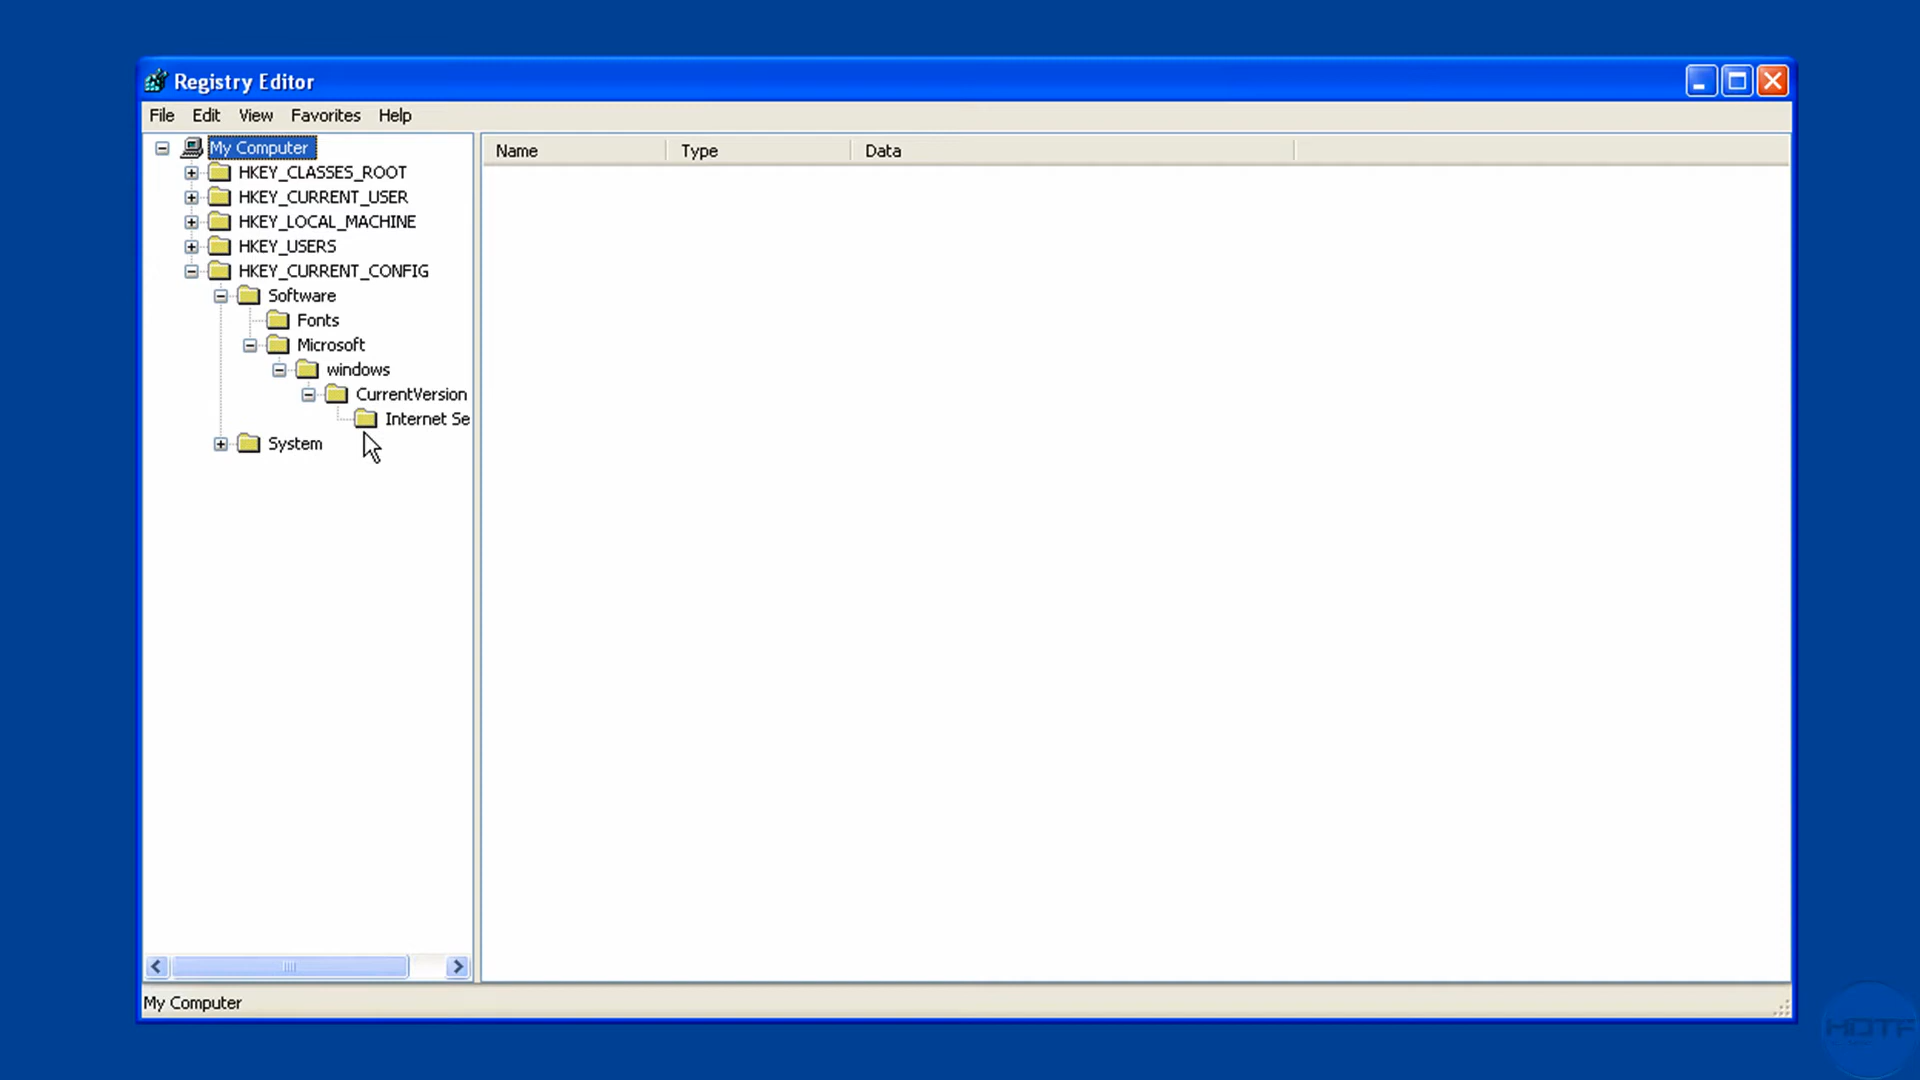 Registry Editor
File Edit View Favorites Help
My Computer
HKEY_CLASSES_ROOT
HKEY_CURRENT_USER
HKEY_LOCAL_MACHINE
HKEY_USERS
HKEY_CURRENT_CONFIG
Software
Fonts
Microsoft
windows
CurrentVersion
Internet Se
System
Name Type Data
My Computer
HDTF